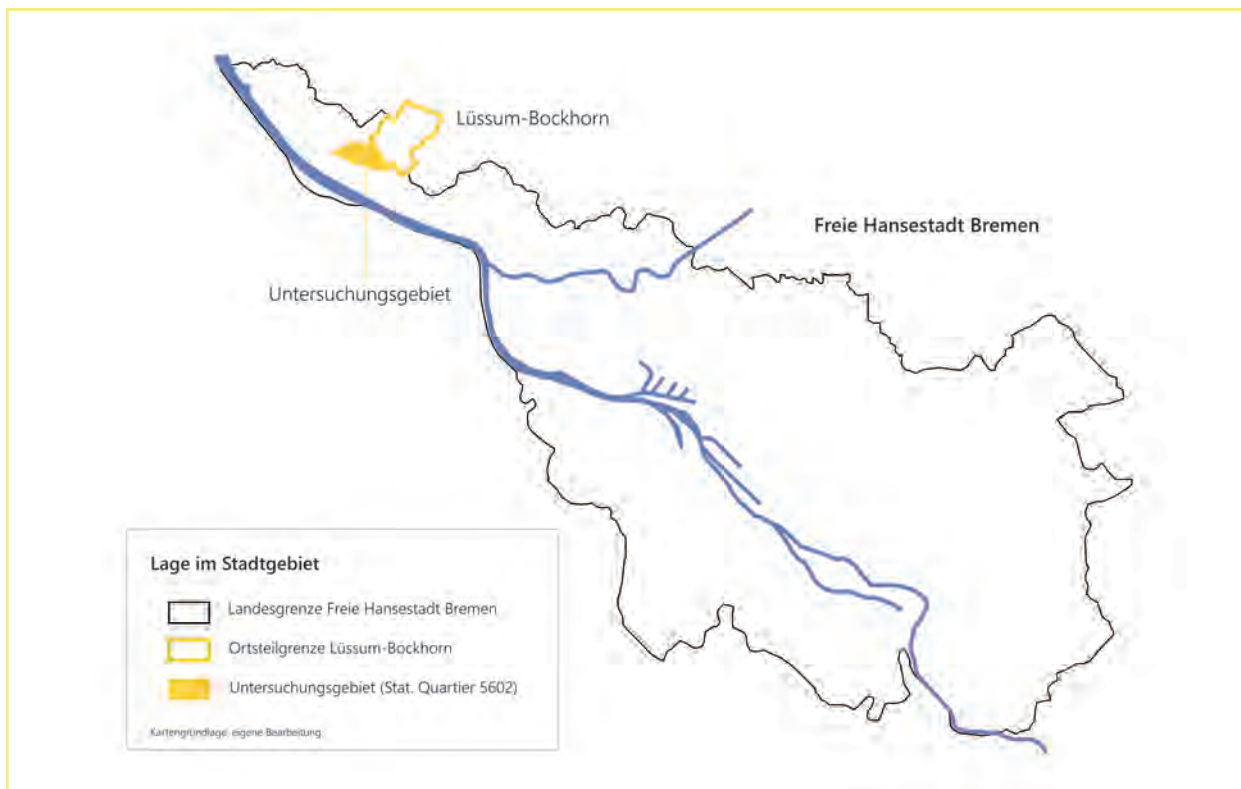 Lüssum-Bockhorn
Freie Hansestadt Bremen
Untersuchungsgebiet
Lage im Stadtgebiet
Landesgrenze Freie Hansestadt Bremen
Ortsteilgrenze Lüssum-Bockhorn
Untersuchungsgebiet (Stat. Quartier 5602)
Kartengrundlage: eigene Bearbeitung